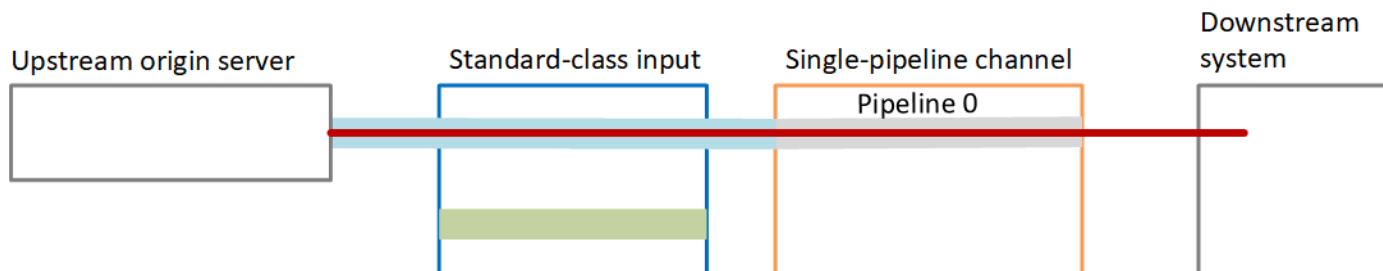 Upstream origin server
Standard-class input
Single-pipeline channel
Downstream
system
Pipeline 0